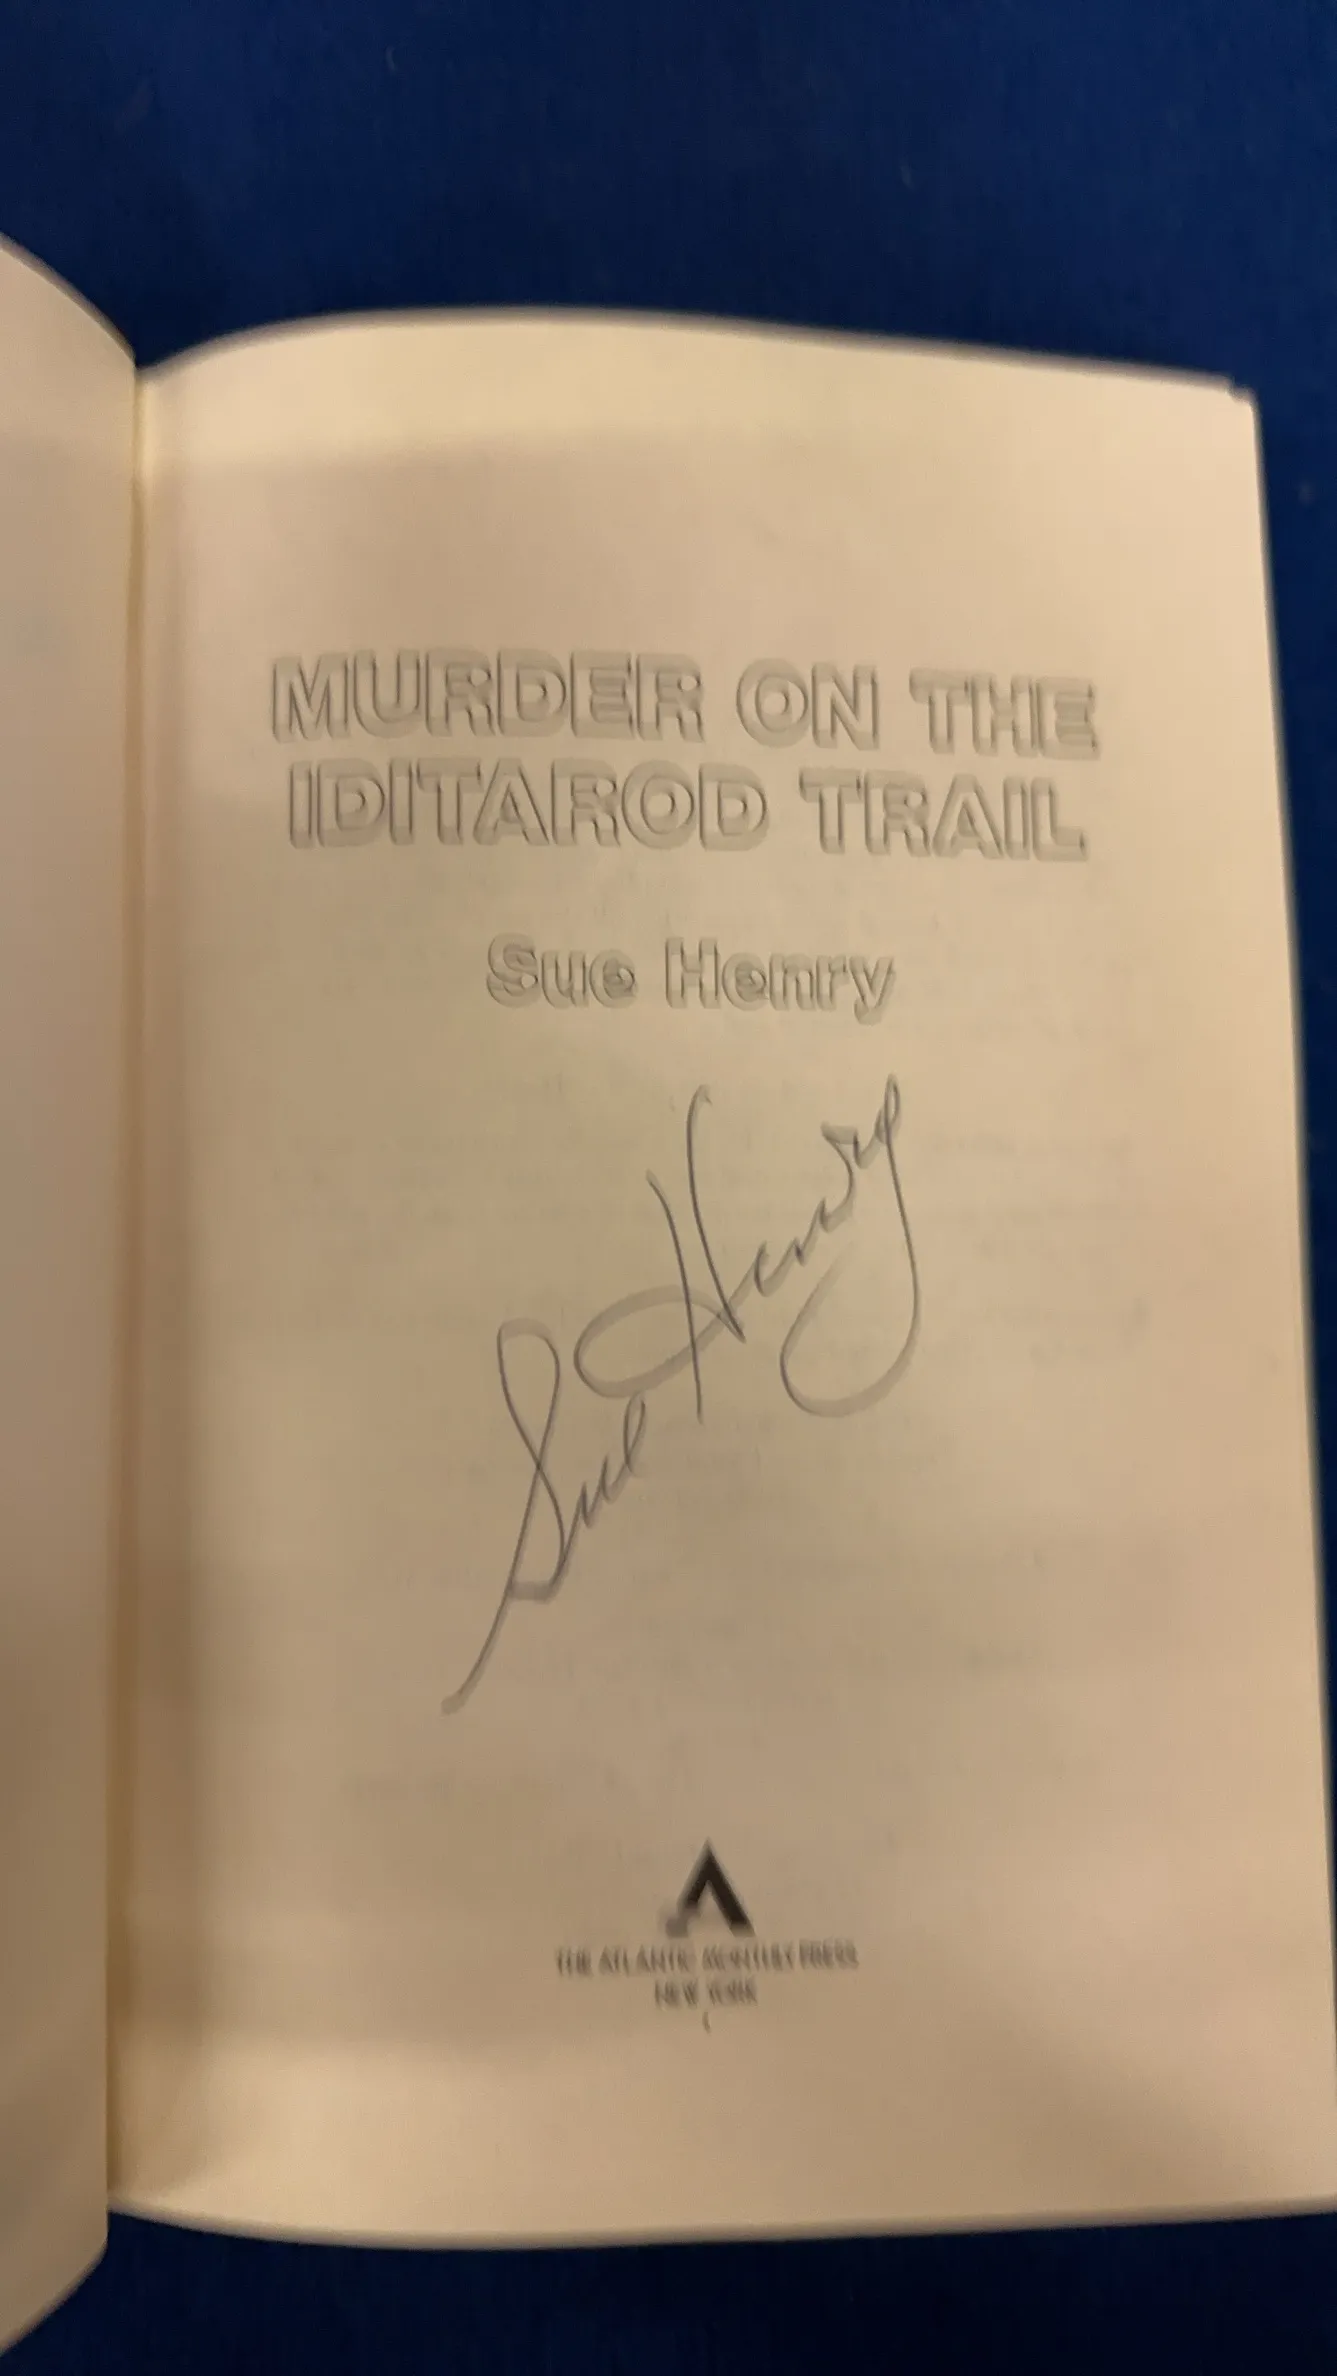 MURDER ON THE
IDITAROD TRAIL
Sue Henry
Sue Henry
THE ATLANTIC MONTHLY PRESS
NEW YORK